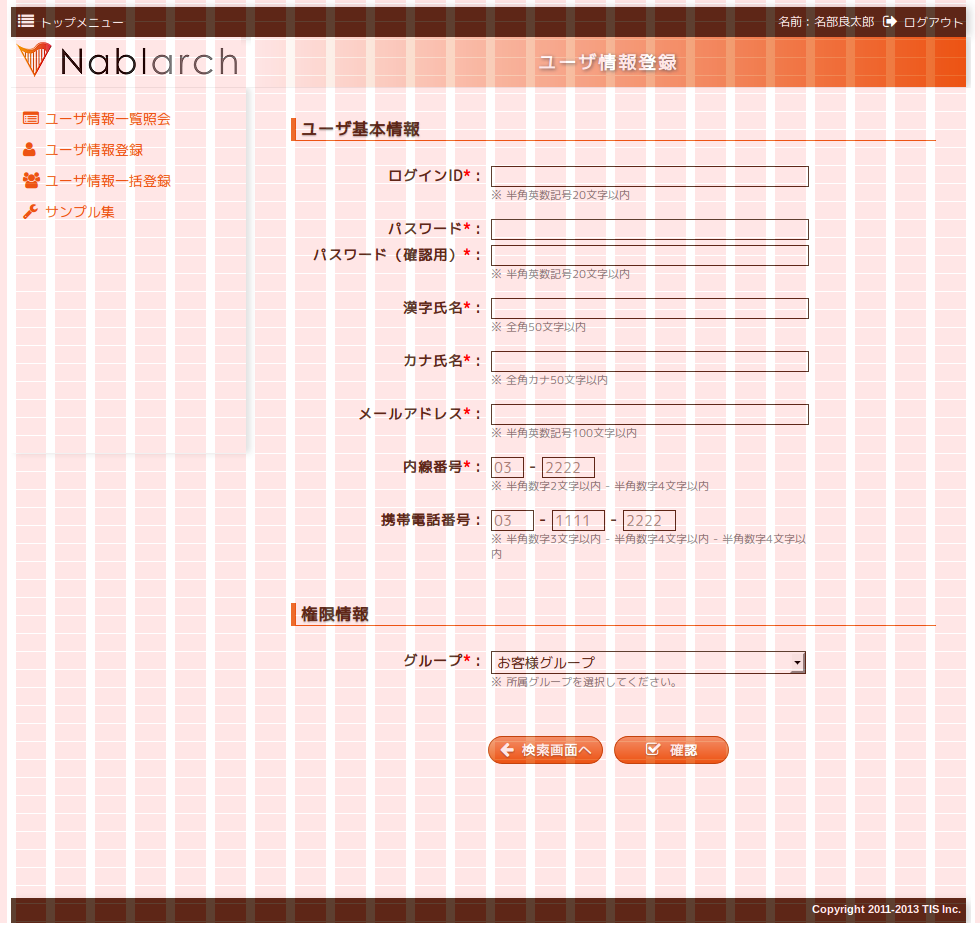 トップメニュー
名前：名部良太郎 ログアウト
Nablarch
ユーザ情報登録
ユーザ情報一覧照会
ユーザ情報登録
ユーザ情報一括登録
サンプル集
ユーザ基本情報
ログインID*：
※ 半角英数記号20文字以内
パスワード*：
パスワード（確認用）*：
※ 半角英数記号20文字以内
漢字氏名*：
※ 全角50文字以内
カナ氏名*：
※ 全角カナ50文字以内
メールアドレス*：
※ 半角英数記号100文字以内
内線番号*： 03 - 2222
※ 半角数字2文字以内 - 半角数字4文字以内
携帯電話番号： 03 - 1111 - 2222
※ 半角数字3文字以内 - 半角数字4文字以内 - 半角数字4文字以
内
権限情報
グループ*： お客様グループ
※ 所属グループを選択してください。
検索画面へ 確認
Copyright 2011-2013 TIS Inc.